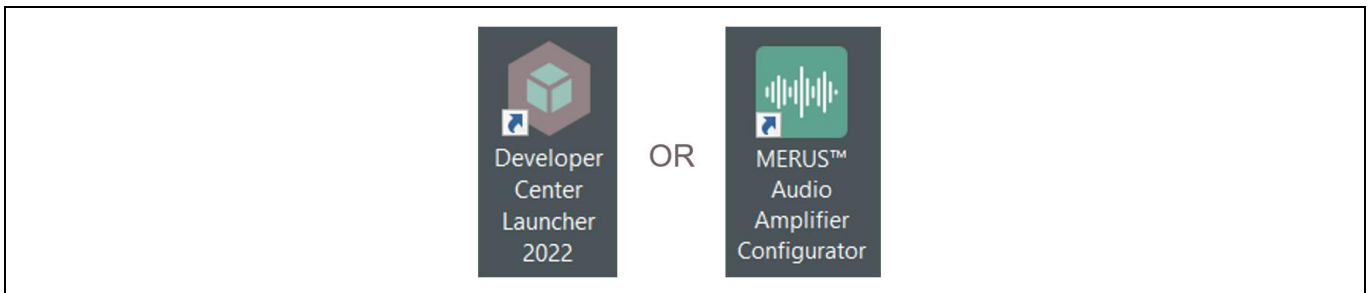 Developer
Center
Launcher
2022
OR
MERUS™
Audio
Amplifier
Configurator